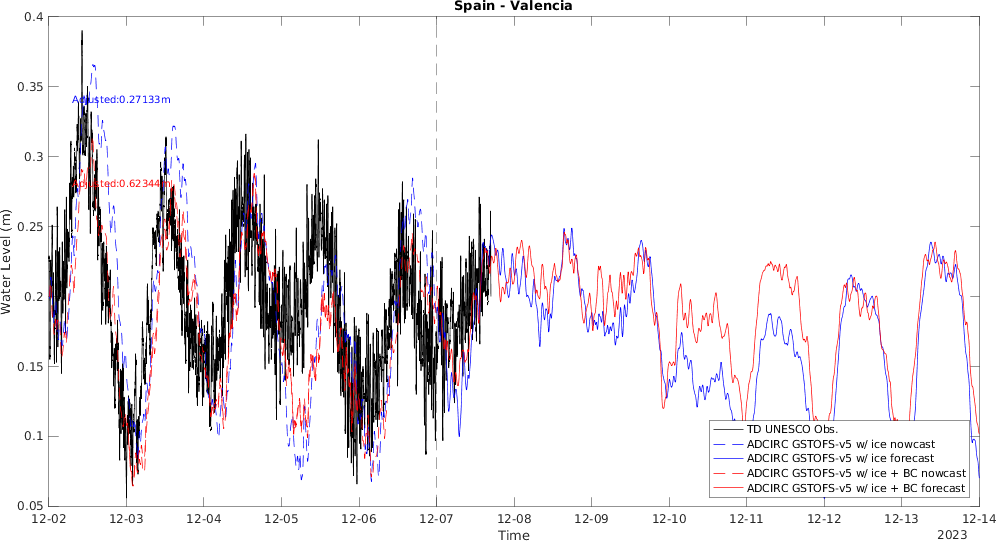 Spain - Valencia
0.4
0.35
0.3
0.25
0.2
0.15
0.1
0.05
Water Level (m)
Adjusted:0.27133m
Adjusted:0.62344m
TD UNESCO Obs.
ADCIRC GSTOFS-v5 w/ ice nowcast
ADCIRC GSTOFS-v5 w/ ice forecast
ADCIRC GSTOFS-v5 w/ ice + BC nowcast
ADCIRC GSTOFS-v5 w/ ice + BC forecast
12-02 12-03 12-04 12-05 12-06 12-07 12-08 12-09 12-10 12-11 12-12 12-13 12-14
Time
2023